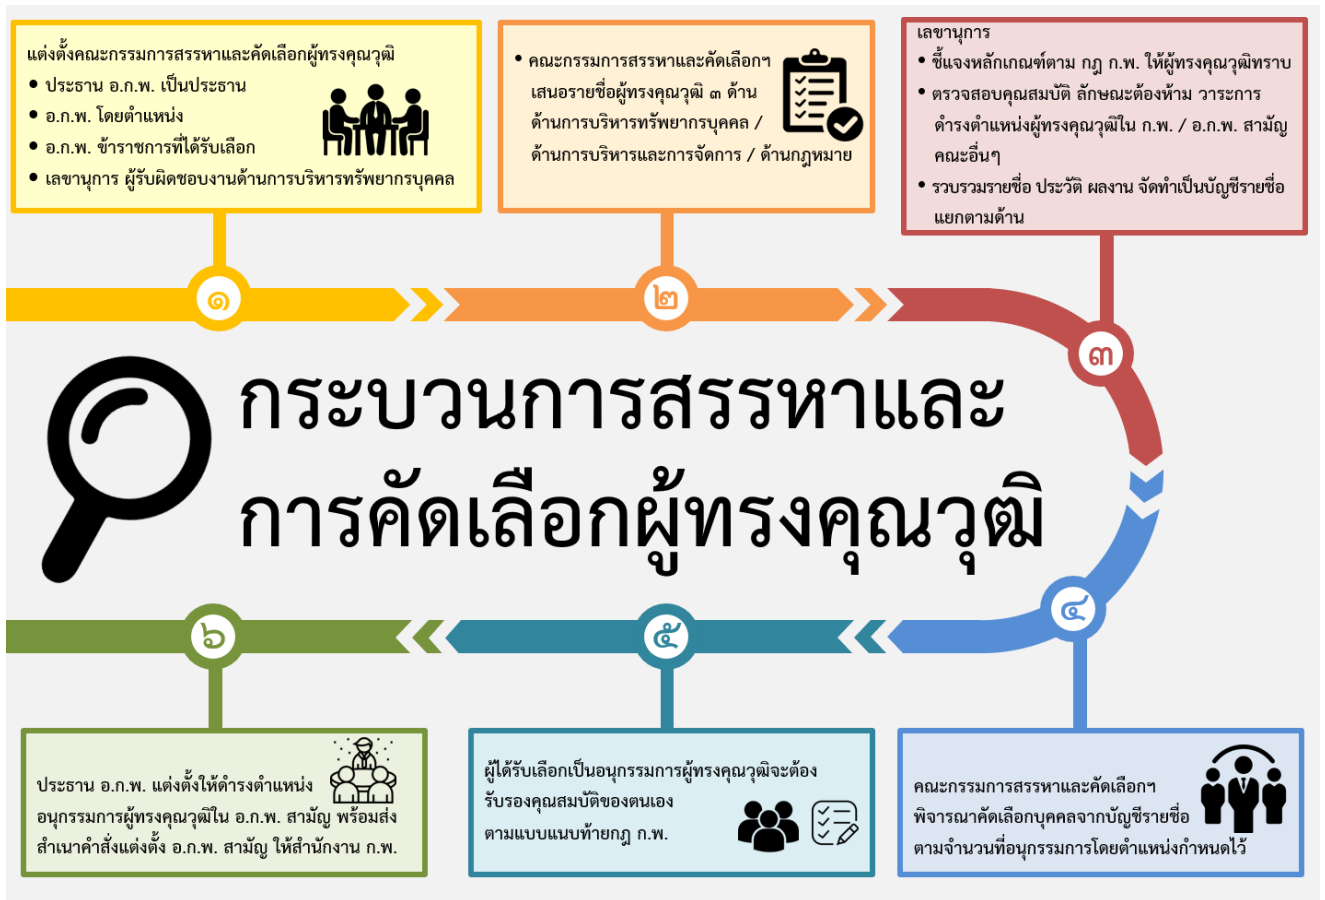 แต่งตั้งคณะกรรมการสรรหาและคัดเลือกผู้ทรงคุณวุฒิ
● ประธาน อ.ก.พ. เป็นประธาน
● อ.ก.พ. โดยตำแหน่ง
● อ.ก.พ. ข้าราชการที่ได้รับเลือก
● เลขานุการ ผู้รับผิดชอบงานด้านการบริหารทรัพยากรบุคคล
• คณะกรรมการสรรหาและคัดเลือกฯ
เสนอรายชื่อผู้ทรงคุณวุฒิ ๓ ด้าน
ด้านการบริหารทรัพยากรบุคคล /
ด้านการบริหารและการจัดการ / ด้านกฎหมาย
เลขานุการ
• ชี้แจงหลักเกณฑ์ตาม กฎ ก.พ. ให้ผู้ทรงคุณวุฒิทราบ
• ตรวจสอบคุณสมบัติ ลักษณะต้องห้าม วาระการ
ดำรงตำแหน่งผู้ทรงคุณวุฒิใน ก.พ. / อ.ก.พ. สามัญ
คณะอื่นๆ
• รวบรวมรายชื่อ ประวัติ ผลงาน จัดทำเป็นบัญชีรายชื่อ
แยกตามด้าน
๑
๒
๓
กระบวนการสรรหาและ
การคัดเลือกผู้ทรงคุณวุฒิ
๖
๕
๔
ประธาน อ.ก.พ. แต่งตั้งให้ดำรงตำแหน่ง
อนุกรรมการผู้ทรงคุณวุฒิใน อ.ก.พ. สามัญ พร้อมส่ง
สำเนาคำสั่งแต่งตั้ง อ.ก.พ. สามัญ ให้สำนักงาน ก.พ.
ผู้ได้รับเลือกเป็นอนุกรรมการผู้ทรงคุณวุฒิจะต้อง
รับรองคุณสมบัติของตนเอง
ตามแบบแนบท้ายกฎ ก.พ.
คณะกรรมการสรรหาและคัดเลือกฯ
พิจารณาคัดเลือกบุคคลจากบัญชีรายชื่อ
ตามจำนวนที่อนุกรรมการโดยตำแหน่งกำหนดไว้